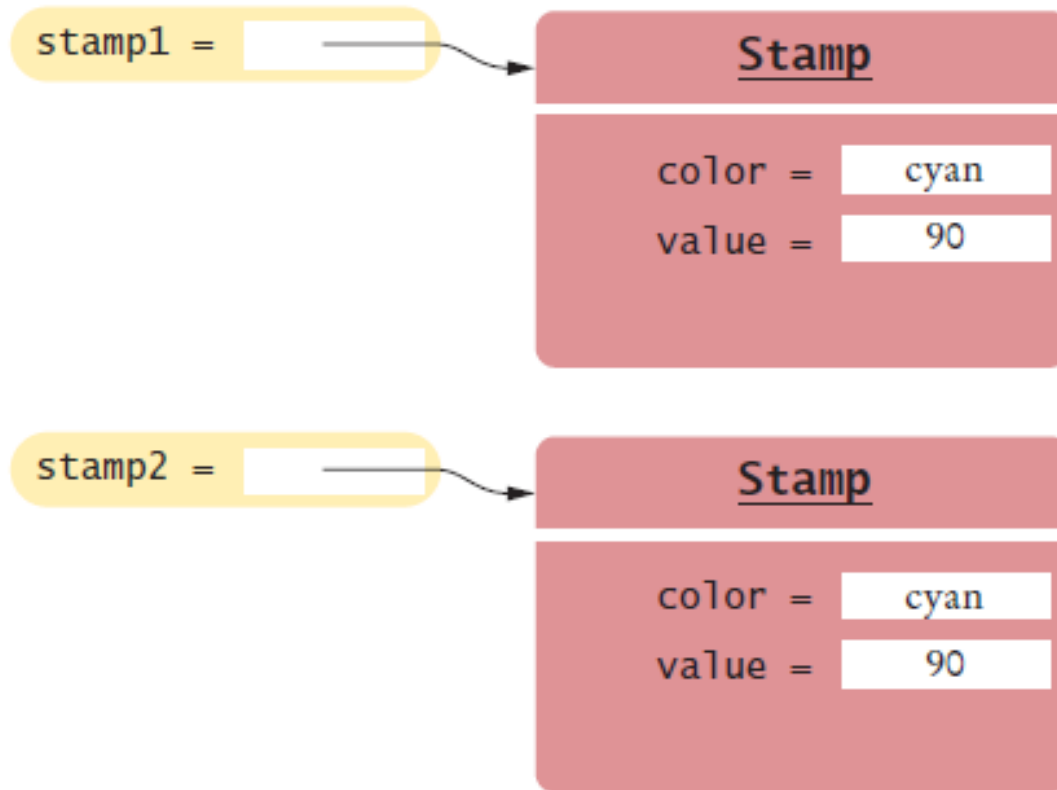 stamp1 =
Stamp
color = cyan
value = 90
stamp2 =
Stamp
color = cyan
value = 90